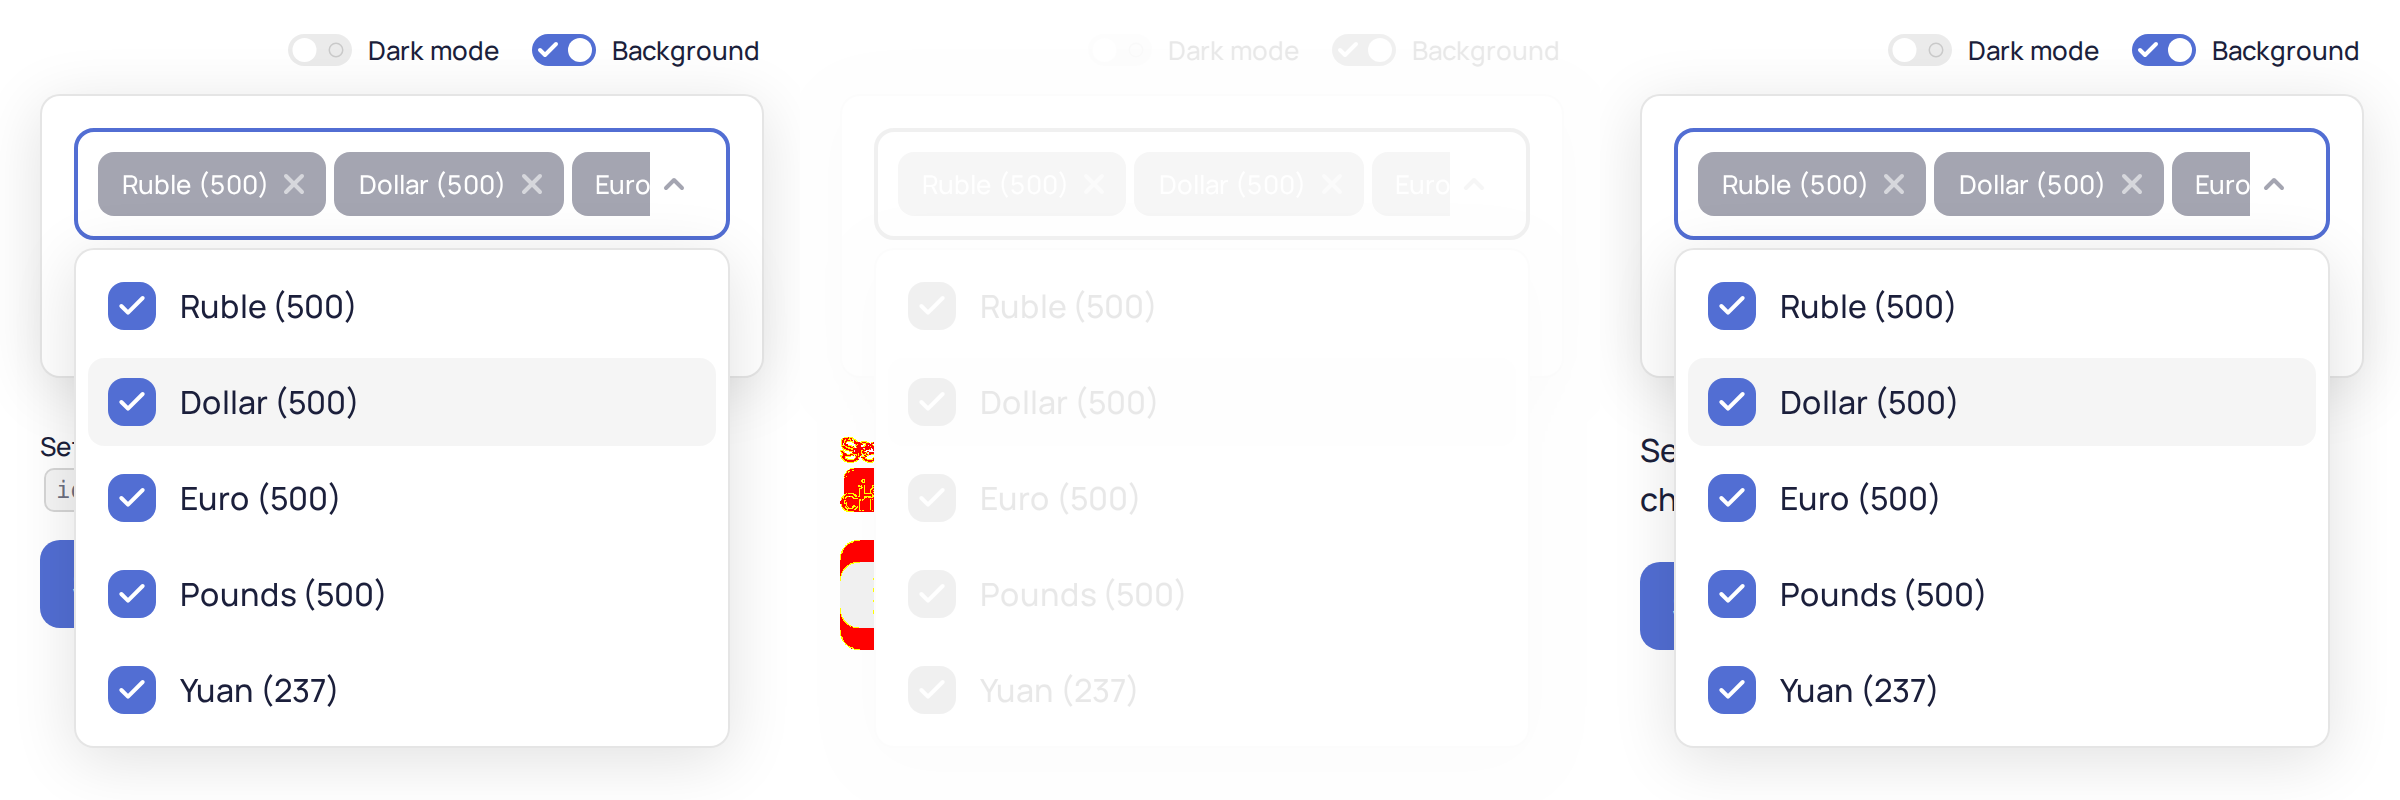 Dark mode Background
Ruble (500) Dollar (500) Euro
Ruble (500)
Dollar (500)
Euro (500)
Pounds (500)
Yuan (237)
Dark mode Background
Ruble (500) Dollar (500) Euro
Ruble (500)
Dollar (500)
Euro (500)
Pounds (500)
Yuan (237)
Dark mode Background
Ruble (500) Dollar (500) Euro
Ruble (500)
Dollar (500)
Se
Euro (500)
ch
Pounds (500)
Yuan (237)